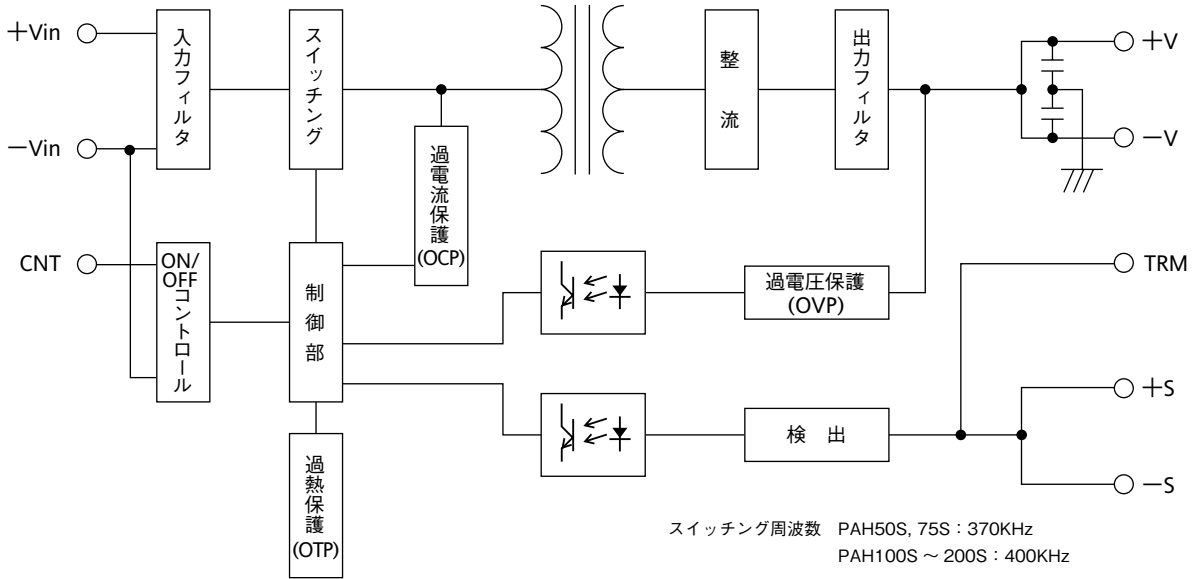 ＋Vin
入力フィルタ
スイッチング
整 流
出力フィルタ
＋V
－Vin
－V
過電流保護
(OCP)
CNT
ON/
OFF
コントロール
制御部
過電圧保護
(OVP)
TRM
検 出
＋S
－S
過熱保護
(OTP)
スイッチング周波数 PAH50S, 75S：370KHz
PAH100S ～ 200S：400KHz